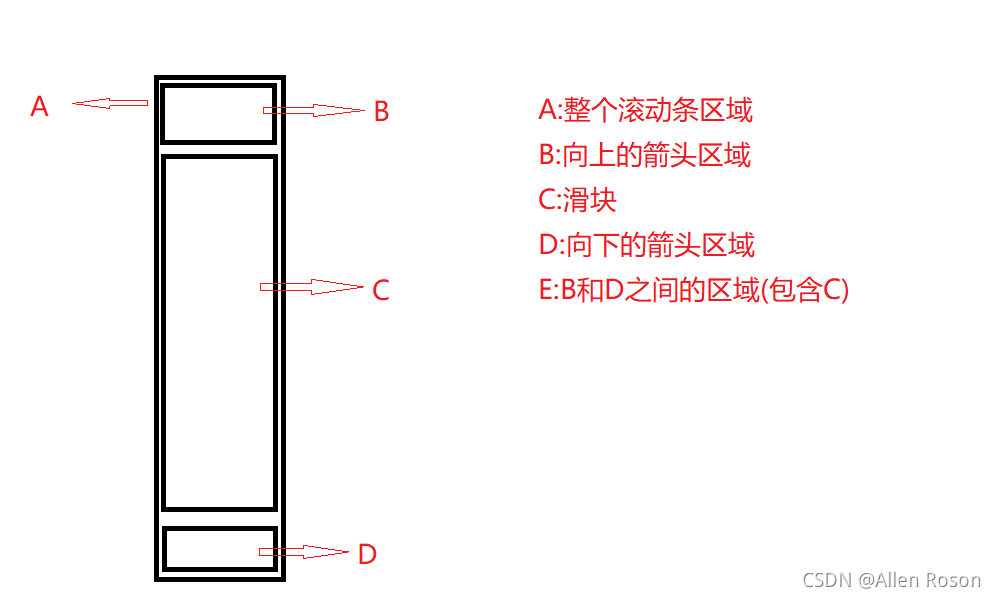 A
B
A:整个滚动条区域
B:向上的箭头区域
C:滑块
D:向下的箭头区域
E:B和D之间的区域(包含C)
C
D
CSDN @Allen Roson